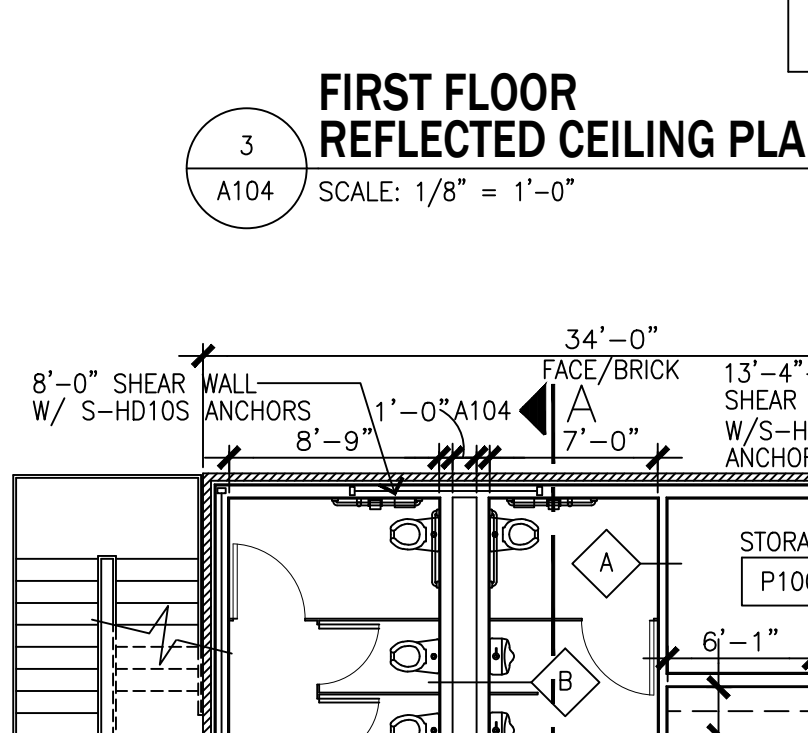 FIRST FLOOR
REFLECTED CEILING PLA
3
A104
SCALE: 1/8" = 1'-0"
34'-0"
FACE/BRICK
8'-0" SHEAR WALL
W/ S-HD10S ANCHORS
13'-4"
SHEAR
W/S-H
ANCHOR
1'-0"
A104
A
8'-9"
7'-0"
STORA
P10
A
6'-1"
B